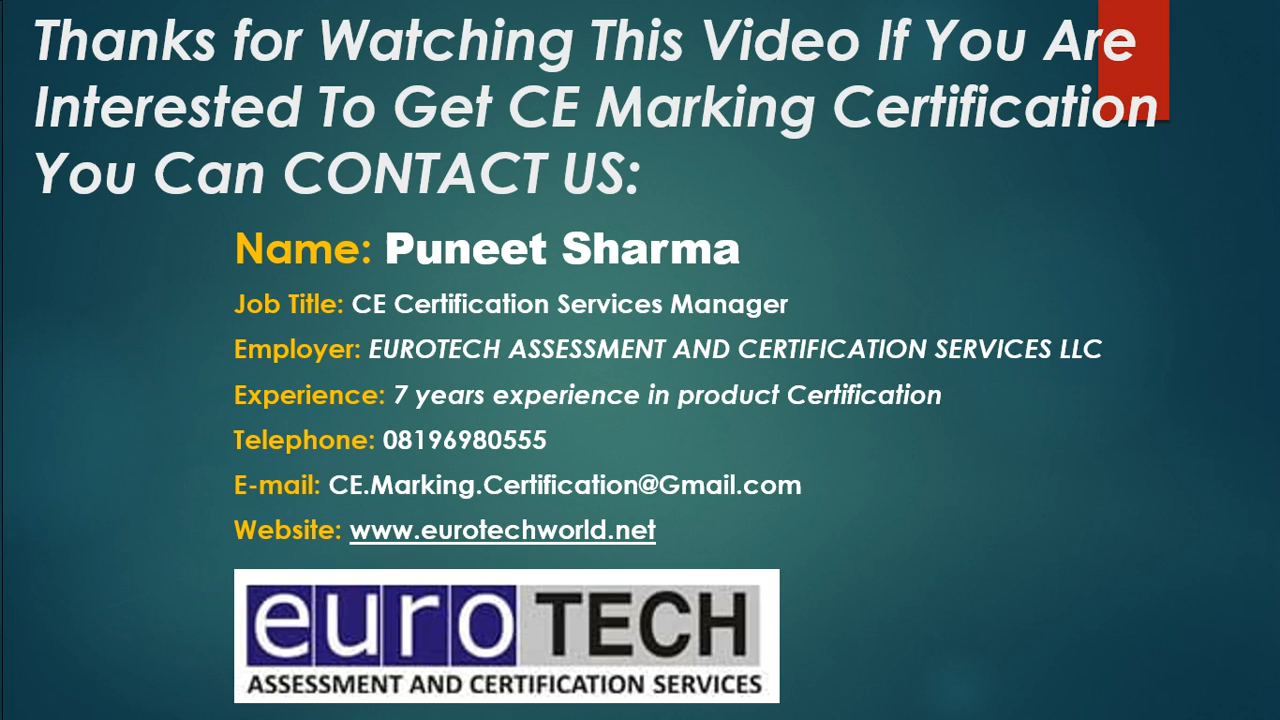 Thanks for Watching This Video If You Are
Interested To Get CE Marking Certification
You Can CONTACT US:
Name: Puneet Sharma
Job Title: CE Certification Services Manager
Employer: EUROTECH ASSESSMENT AND CERTIFICATION SERVICES LLC
Experience: 7 years experience in product Certification
Telephone: 08196980555
E-mail: CE.Marking.Certification@Gmail.com
Website: www.eurotechworld.net
euro TECH
ASSESSMENT AND CERTIFICATION SERVICES